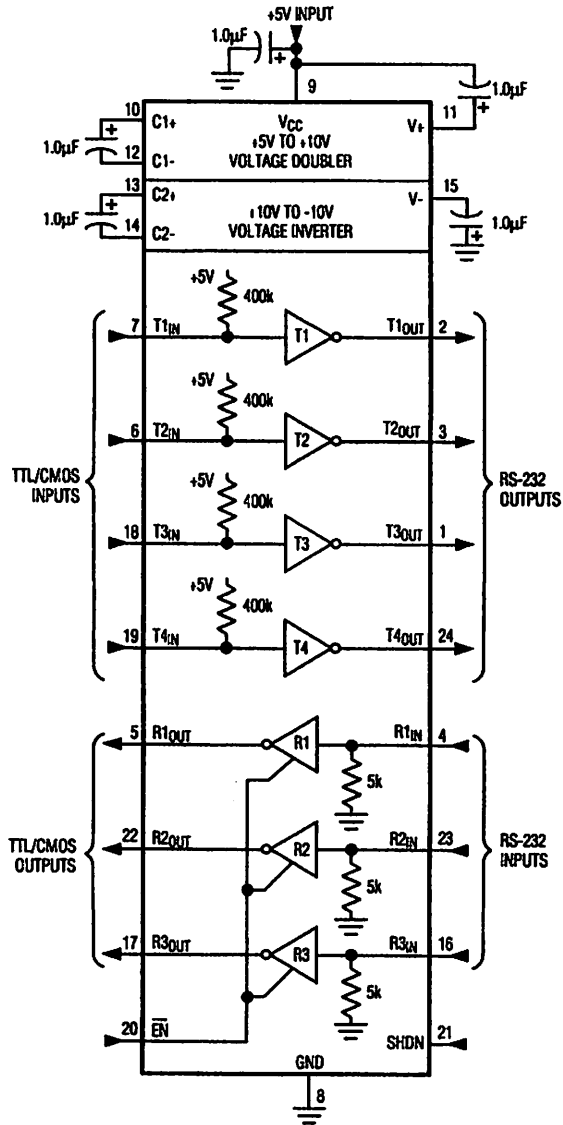 +5V INPUT
1.0µF
+
9
1.0µF
+
10
C1+
VCC
V+
11
+5V TO +10V
VOLTAGE DOUBLER
1.0µF
+
12
C1-
13
C2+
+10V TO -10V
VOLTAGE INVERTER
V-
15
1.0µF
+
14
C2-
1.0µF
+
+5V
400k
7
T1IN
T1
T1OUT
2
+5V
400k
6
T2IN
T2
T2OUT
3
TTL/CMOS
INPUTS
RS-232
OUTPUTS
+5V
400k
18
T3IN
T3
T3OUT
1
+5V
400k
19
T4IN
T4
T4OUT
24
5
R1OUT
R1
R1IN
4
5k
22
R2OUT
R2
R2IN
23
TTL/CMOS
OUTPUTS
RS-232
INPUTS
5k
17
R3OUT
R3
R3IN
16
5k
20
EN
SHDN
21
GND
8